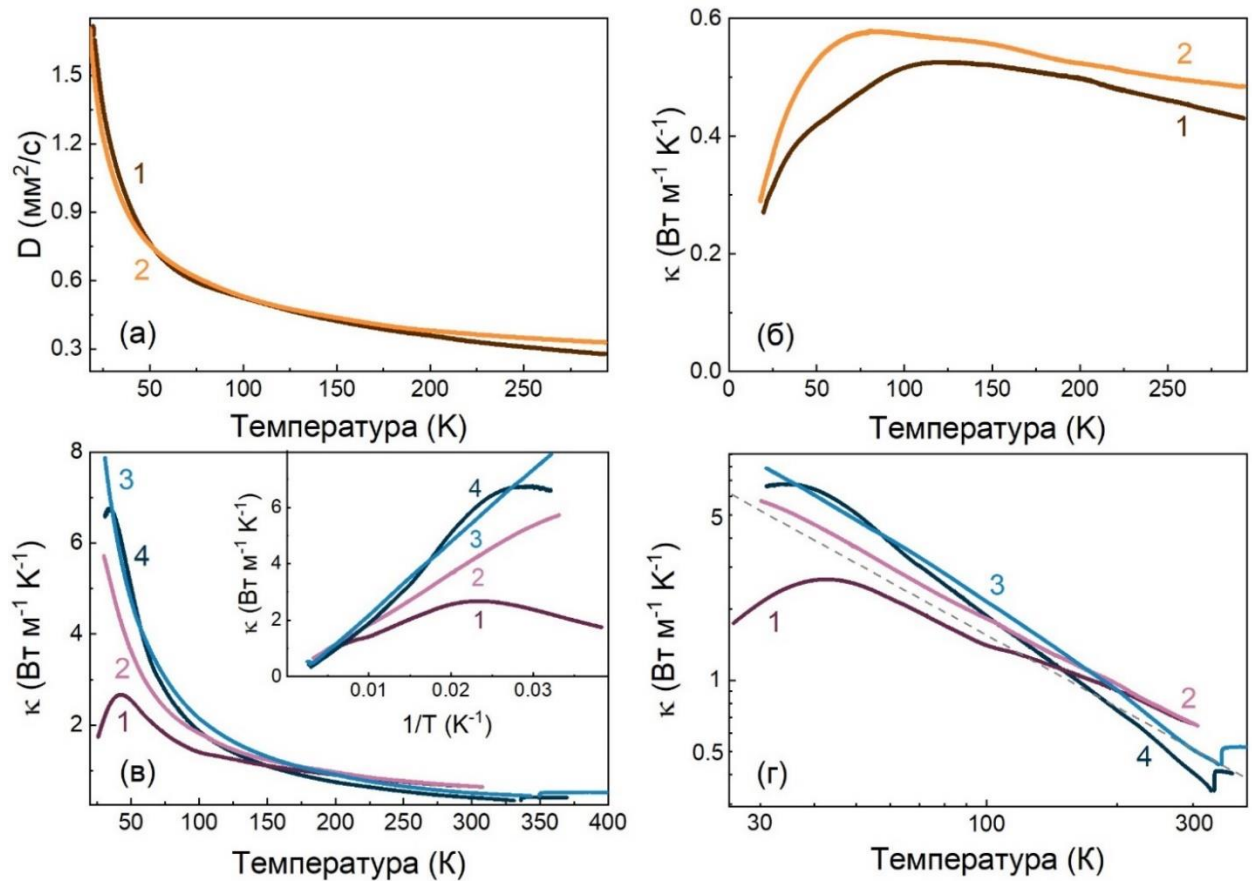 1.5
1.2
0.9
0.6
0.3
D (мм²/с)
1
2
(а)
50 100 150 200 250
Температура (K)
0.6
0.4
0.2
0.0
κ (Вт м⁻¹ K⁻¹)
2
1
(б)
0 50 100 150 200 250
Температура (K)
8
6
4
2
κ (Вт м⁻¹ K⁻¹)
3
4
2
1
(в)
50 100 150 200 250 300 350 400
Температура (К)
6
4
2
0
κ (Вт м⁻¹ K⁻¹)
4
3
2
1
0.01 0.02 0.03
1/T (K⁻¹)
5
1
0.5
κ (Вт м⁻¹ K⁻¹)
3
1
2
4
(г)
30 100 300
Температура (К)